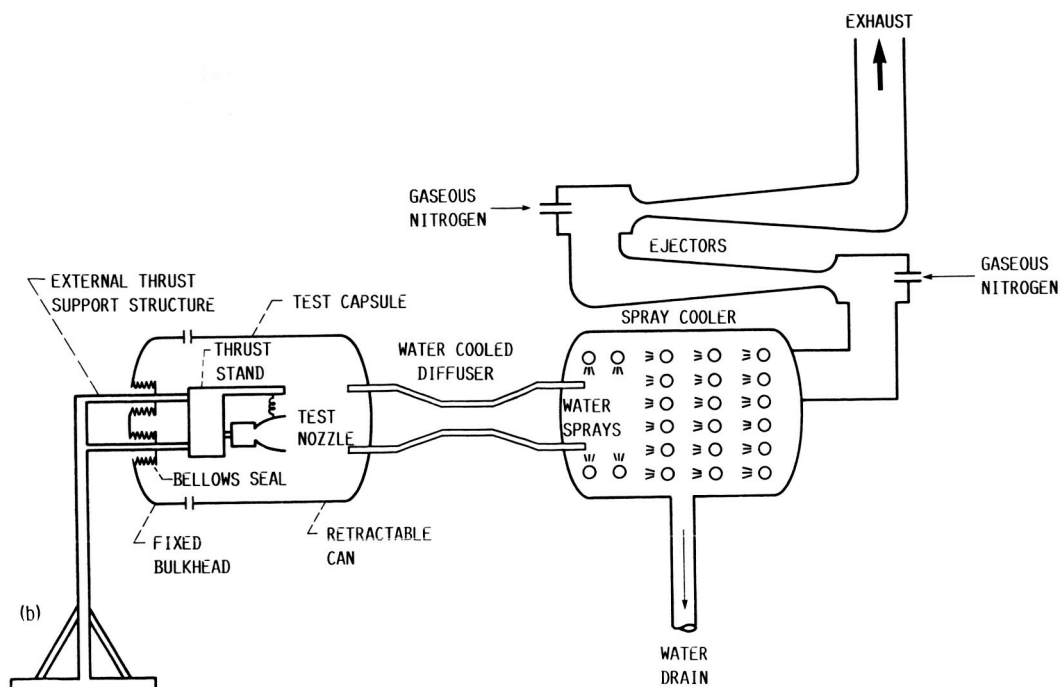 EXHAUST
GASEOUS
NITROGEN
EJECTORS
GASEOUS
NITROGEN
EXTERNAL THRUST
SUPPORT STRUCTURE
TEST CAPSULE
SPRAY COOLER
THRUST
STAND
WATER COOLED
DIFFUSER
TEST
NOZZLE
WATER
SPRAYS
BELLOWS SEAL
FIXED
BULKHEAD
RETRACTABLE
CAN
(b)
WATER
DRAIN